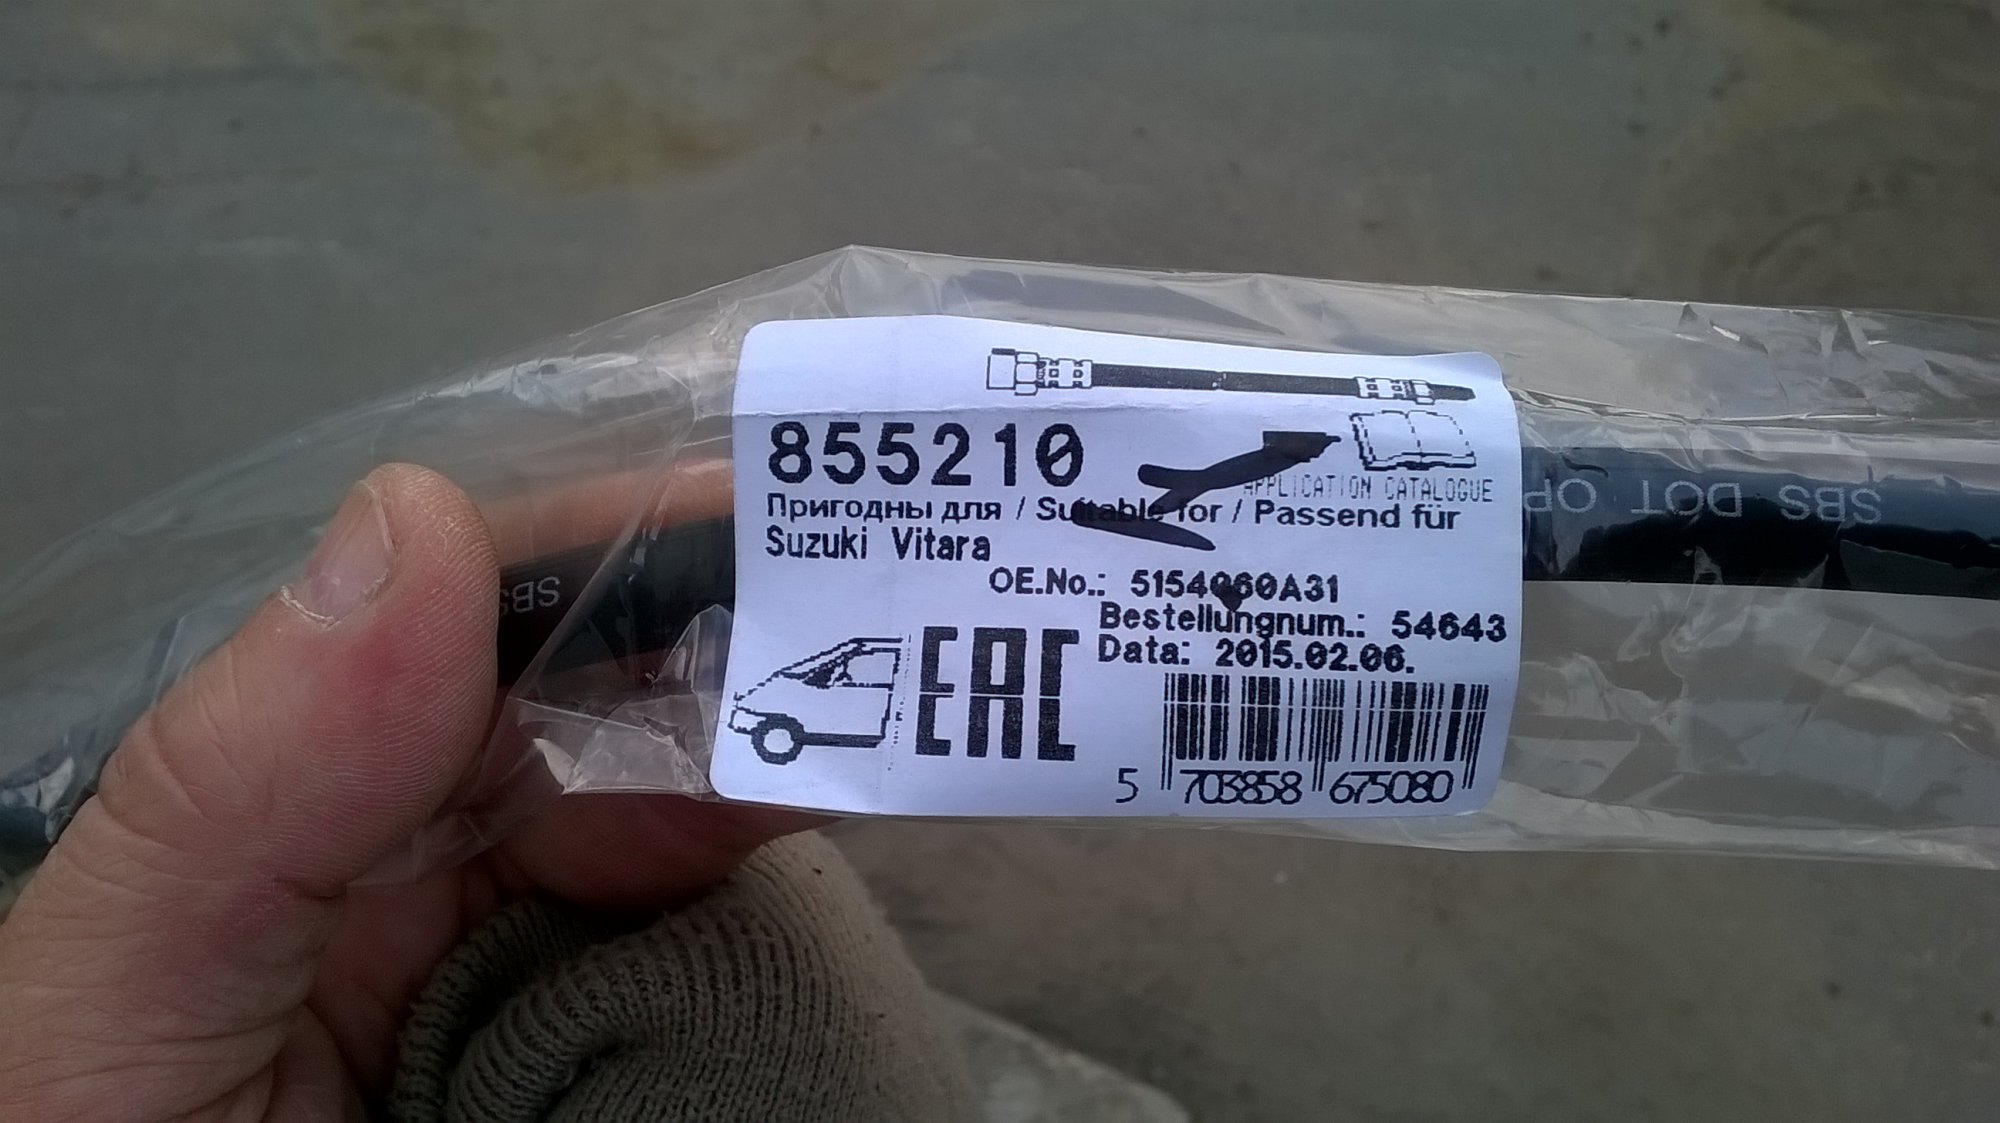 855210
APPLICATION CATALOGUE
Пригодны для / Suitable for / Passend für
Suzuki Vitara
OE.No.: 5154060A31
Bestellungnum.: 54643
Data: 2015.02.06.
EAC
5 703858 675080
SBS DOT
SBS